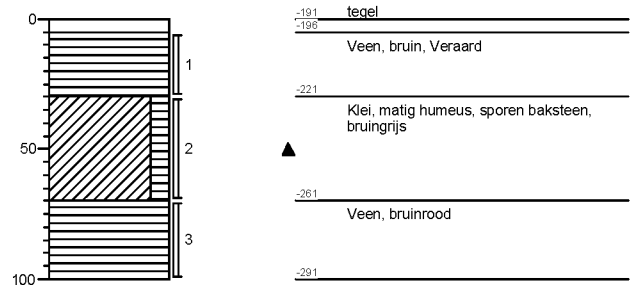 0
50
100
1
2
3
-191 tegel
-196
Veen, bruin, Veraard
-221
Klei, matig humeus, sporen baksteen,
bruingrijs
-261
Veen, bruinrood
-291